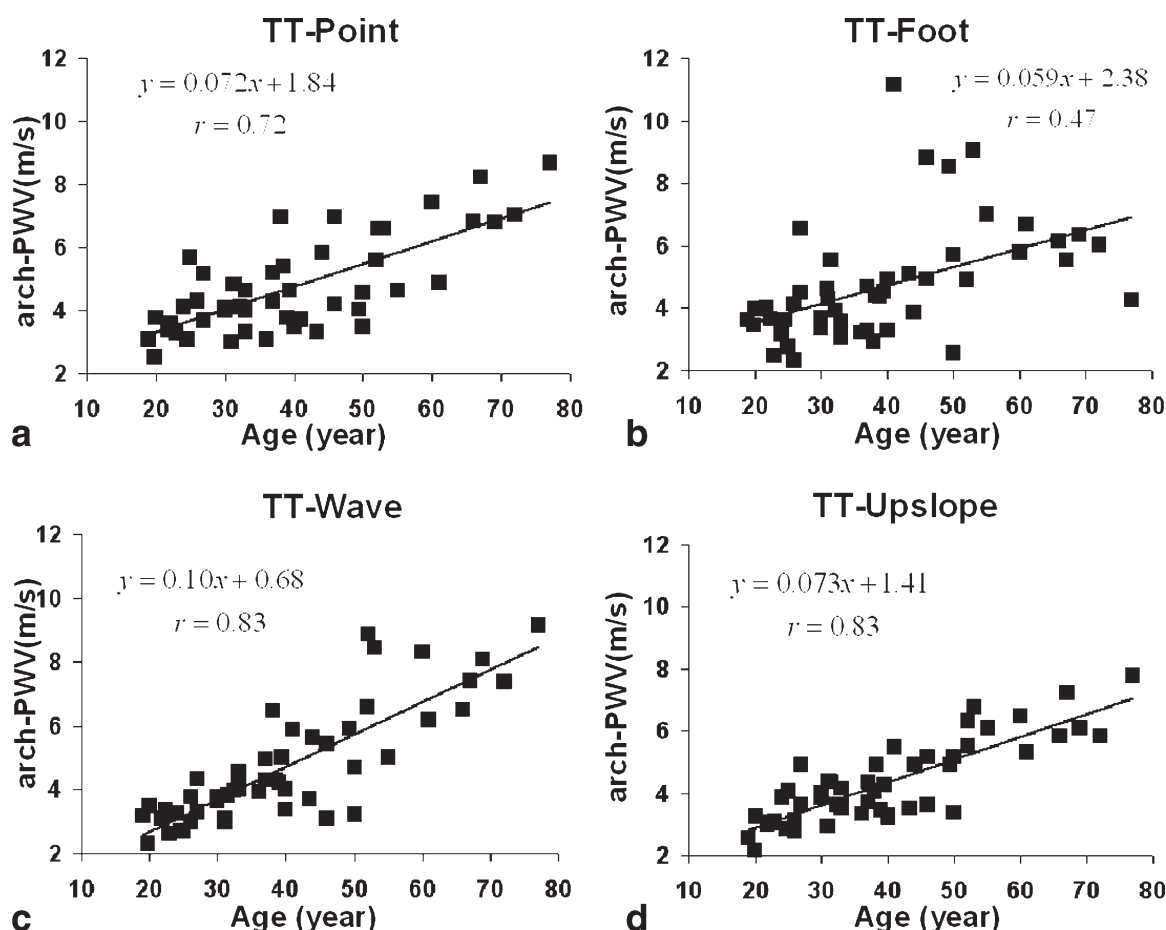 TT-Point
y = 0.072x+1.84
r = 0.72
arch-PWV(m/s)
12
10
8
6
4
2
10 20 30 40 50 60 70 80
Age (year)
a
TT-Foot
y = 0.059x+2.38
r = 0.47
arch-PWV(m/s)
12
10
8
6
4
2
10 20 30 40 50 60 70 80
Age (year)
b
TT-Wave
y = 0.10x+0.68
r = 0.83
arch-PWV(m/s)
12
10
8
6
4
2
10 20 30 40 50 60 70 80
Age (year)
c
TT-Upslope
y = 0.073x+1.41
r = 0.83
arch-PWV(m/s)
12
10
8
6
4
2
10 20 30 40 50 60 70 80
Age (year)
d